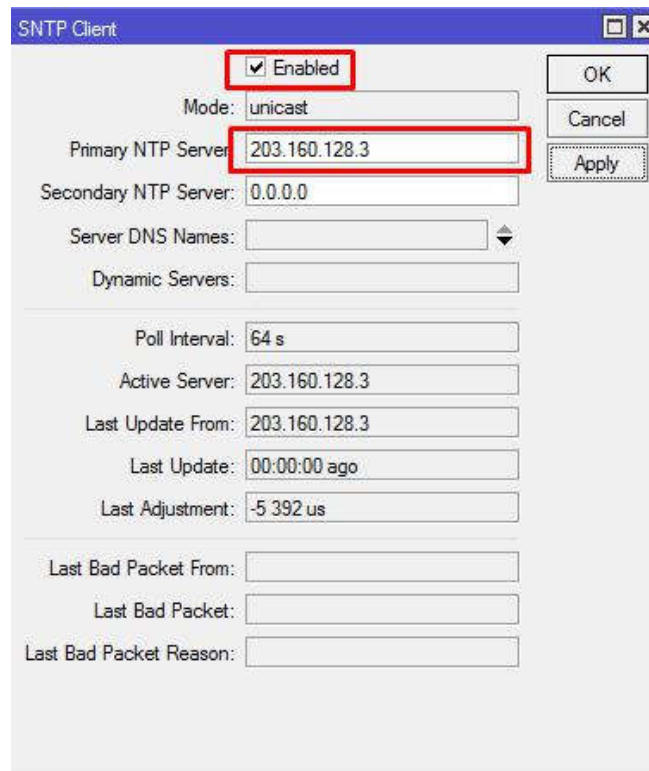 SNTP Client
Enabled
OK
Mode: unicast
Cancel
Primary NTP Server 203.160.128.3
Apply
Secondary NTP Server: 0.0.0.0
Server DNS Names:
Dynamic Servers:
Poll Interval: 64 s
Active Server: 203.160.128.3
Last Update From: 203.160.128.3
Last Update: 00:00:00 ago
Last Adjustment: -5 392 us
Last Bad Packet From:
Last Bad Packet:
Last Bad Packet Reason: